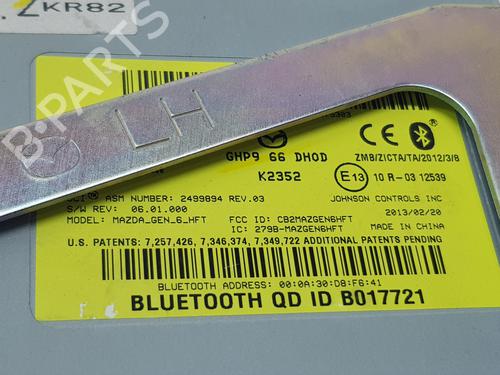 ZKR82
LH
GHP9 66 DH0D
ZMB/ZICTA/TA/2012/3/8
K2352
E13 10 R-03 12539
ASM NUMBER: 2499894 REV.03
JOHNSON CONTROLS INC
S/W REV: 06.01.000
2013/02/20
MODEL: MAZDA_GEN_6_HFT FCC ID: CB2MAZGEN6HFT
MADE IN CHINA
IC: 279B-MAZGEN6HFT
U.S. PATENTS: 7,257,426, 7,346,374, 7,349,722 ADDITIONAL PATENTS PENDING
BLUETOOTH ADDRESS: 00:0A:30:D8:F6:41
BLUETOOTH QD ID B017721
B-PARTS